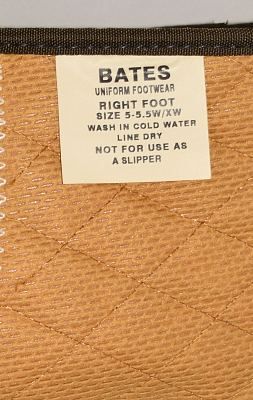 BATES
UNIFORM FOOTWEAR
RIGHT FOOT
SIZE 5-5.5W/XW
WASH IN COLD WATER
LINE DRY
NOT FOR USE AS
A SLIPPER